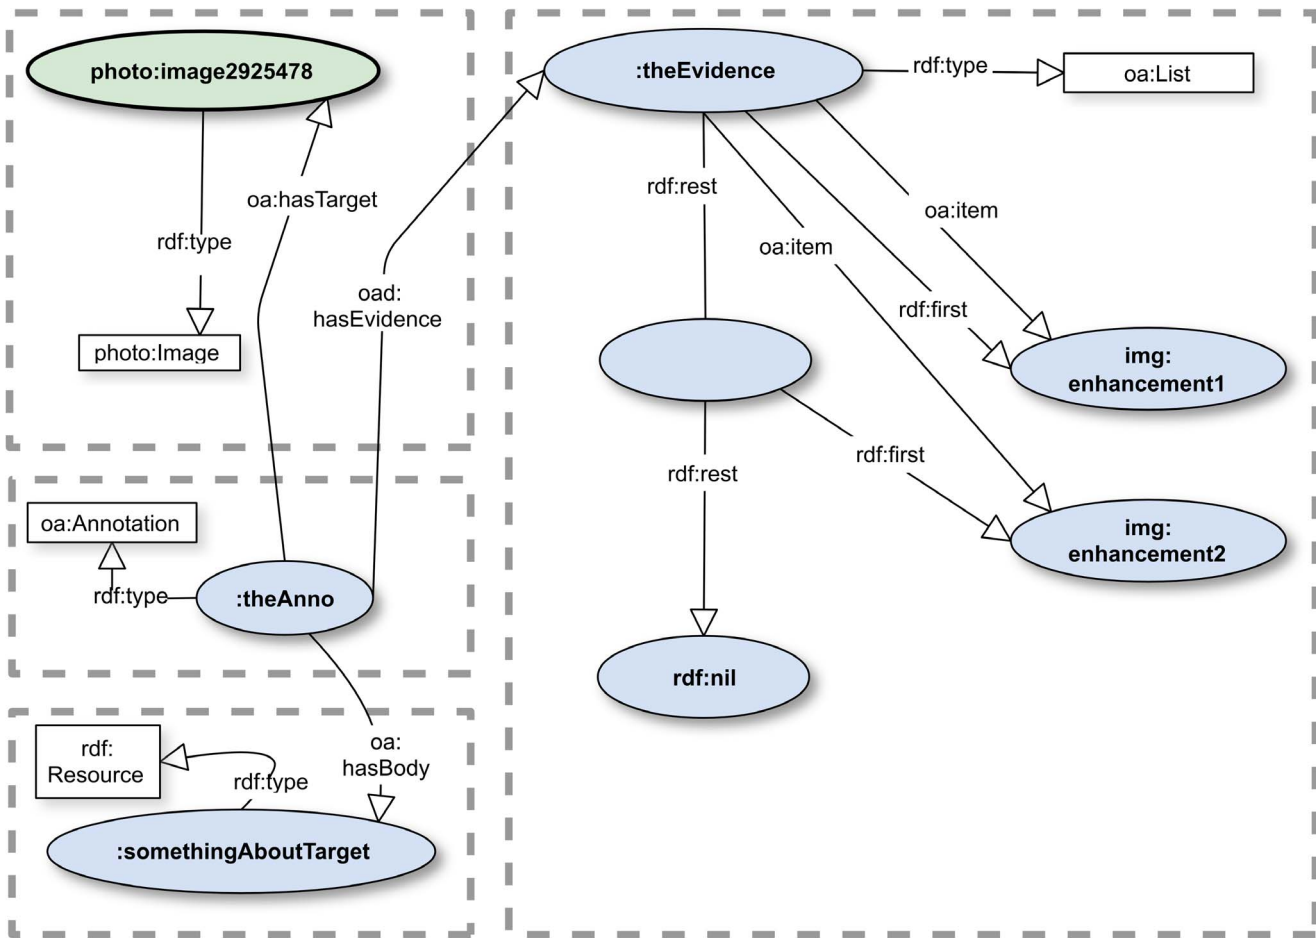 photo:image2925478
oa:hasTarget
rdf:type
photo:Image
oad:
hasEvidence
oa:Annotation
rdf:type
:theAnno
rdf:
Resource
rdf:type
oa:
hasBody
:somethingAboutTarget
:theEvidence
rdf:type
oa:List
rdf:rest
oa:item
oa:item
rdf:first
img:
enhancement1
rdf:first
rdf:rest
img:
enhancement2
rdf:nil